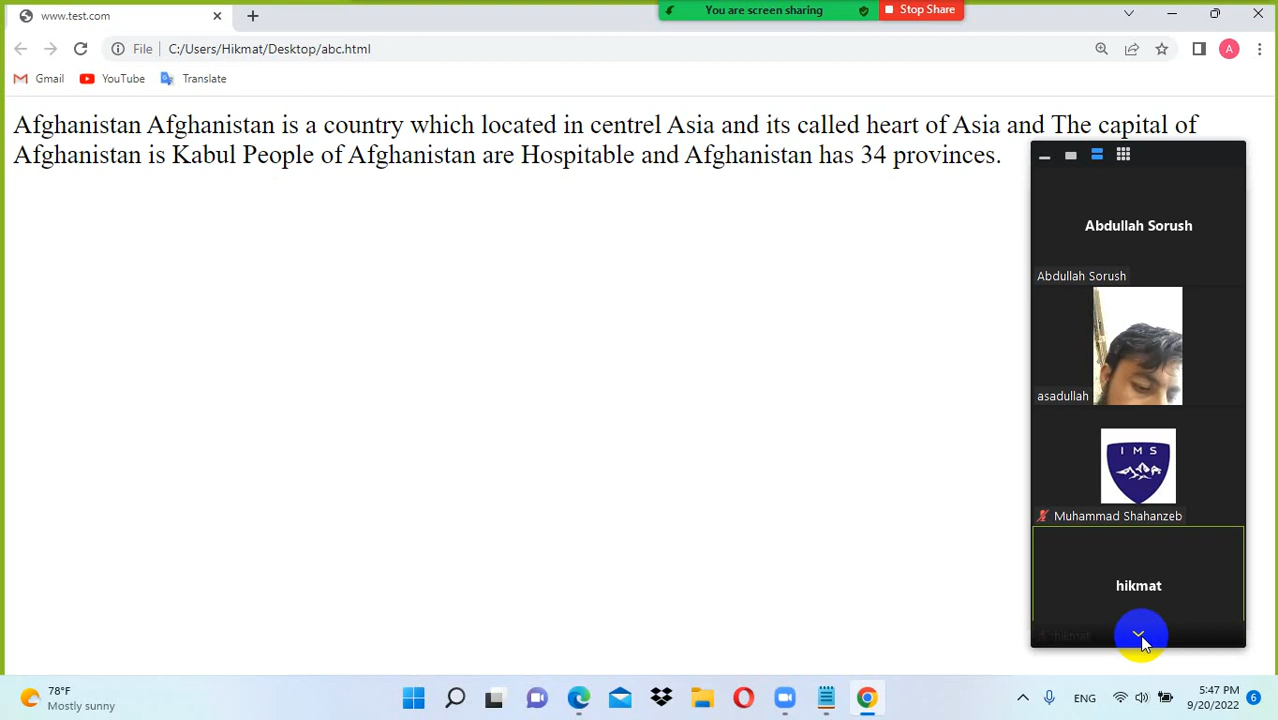 www.test.com
You are screen sharing
Stop Share
File
C:/Users/Hikmat/Desktop/abc.html
A
Gmail
YouTube
Translate
Afghanistan Afghanistan is a country which located in centrel Asia and its called heart of Asia and The capital of
Afghanistan is Kabul People of Afghanistan are Hospitable and Afghanistan has 34 provinces.
Abdullah Sorush
Abdullah Sorush
asadullah
I M S
Muhammad Shahanzeb
hikmat
hikmat
78°F
Mostly sunny
ENG
5:47 PM
9/20/2022
6